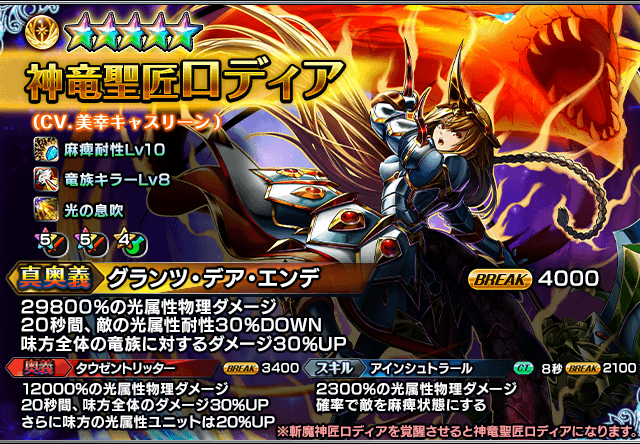 神竜聖匠ロディア
(CV.美幸キャスリーン)
麻痺耐性Lv10
竜族キラーLv8
光の息吹
5 5 4
真奥義 グランツ・デア・エンデ BREAK 4000
29800%の光属性物理ダメージ
20秒間、敵の光属性耐性30%DOWN
味方全体の竜族に対するダメージ30%UP
奥義 タウゼントリッター BREAK 3400
12000%の光属性物理ダメージ
20秒間、味方全体のダメージ30%UP
さらに味方の光属性ユニットは20%UP
スキル アインシュトラール CT 8秒 BREAK 2100
2300%の光属性物理ダメージ
確率で敵を麻痺状態にする
※斬魔神匠ロディアを覚醒させると神竜聖匠ロディアになります。